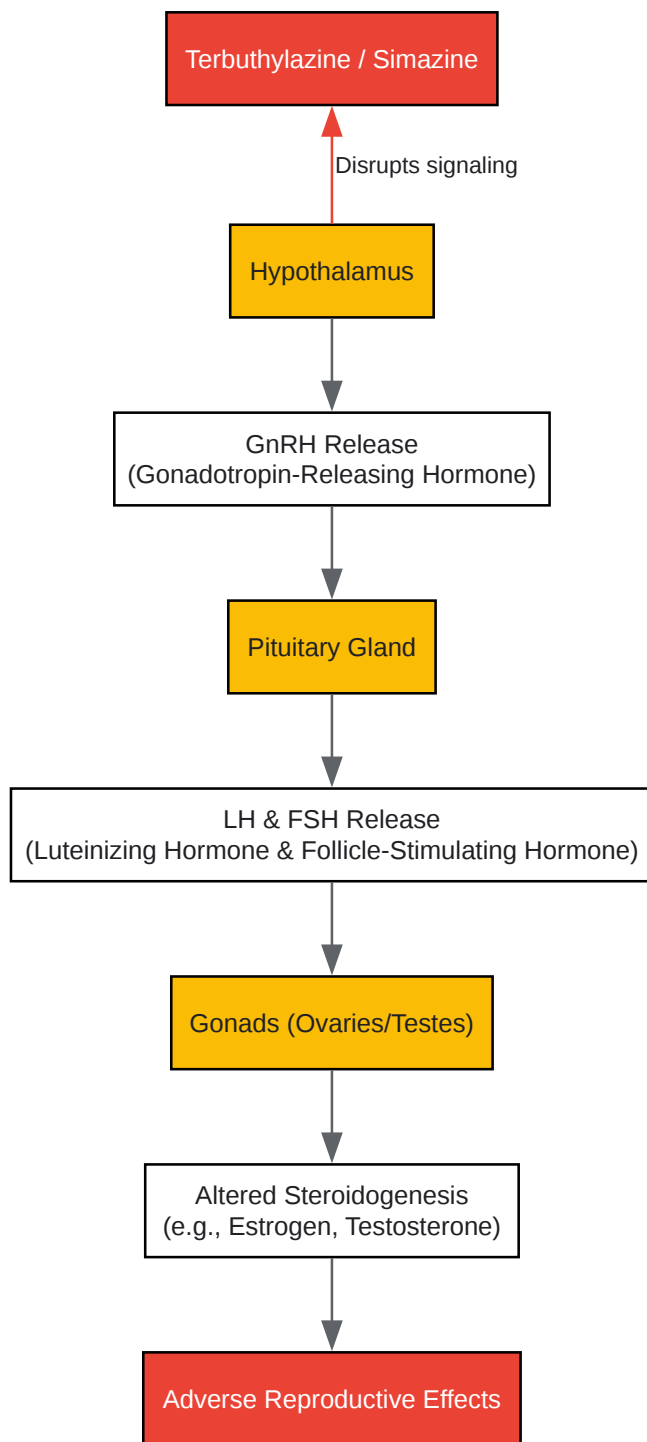 Terbuthylazine / Simazine
Disrupts signaling
Hypothalamus
GnRH Release
(Gonadotropin-Releasing Hormone)
Pituitary Gland
LH & FSH Release
(Luteinizing Hormone & Follicle-Stimulating Hormone)
Gonads (Ovaries/Testes)
Altered Steroidogenesis
(e.g., Estrogen, Testosterone)
Adverse Reproductive Effects